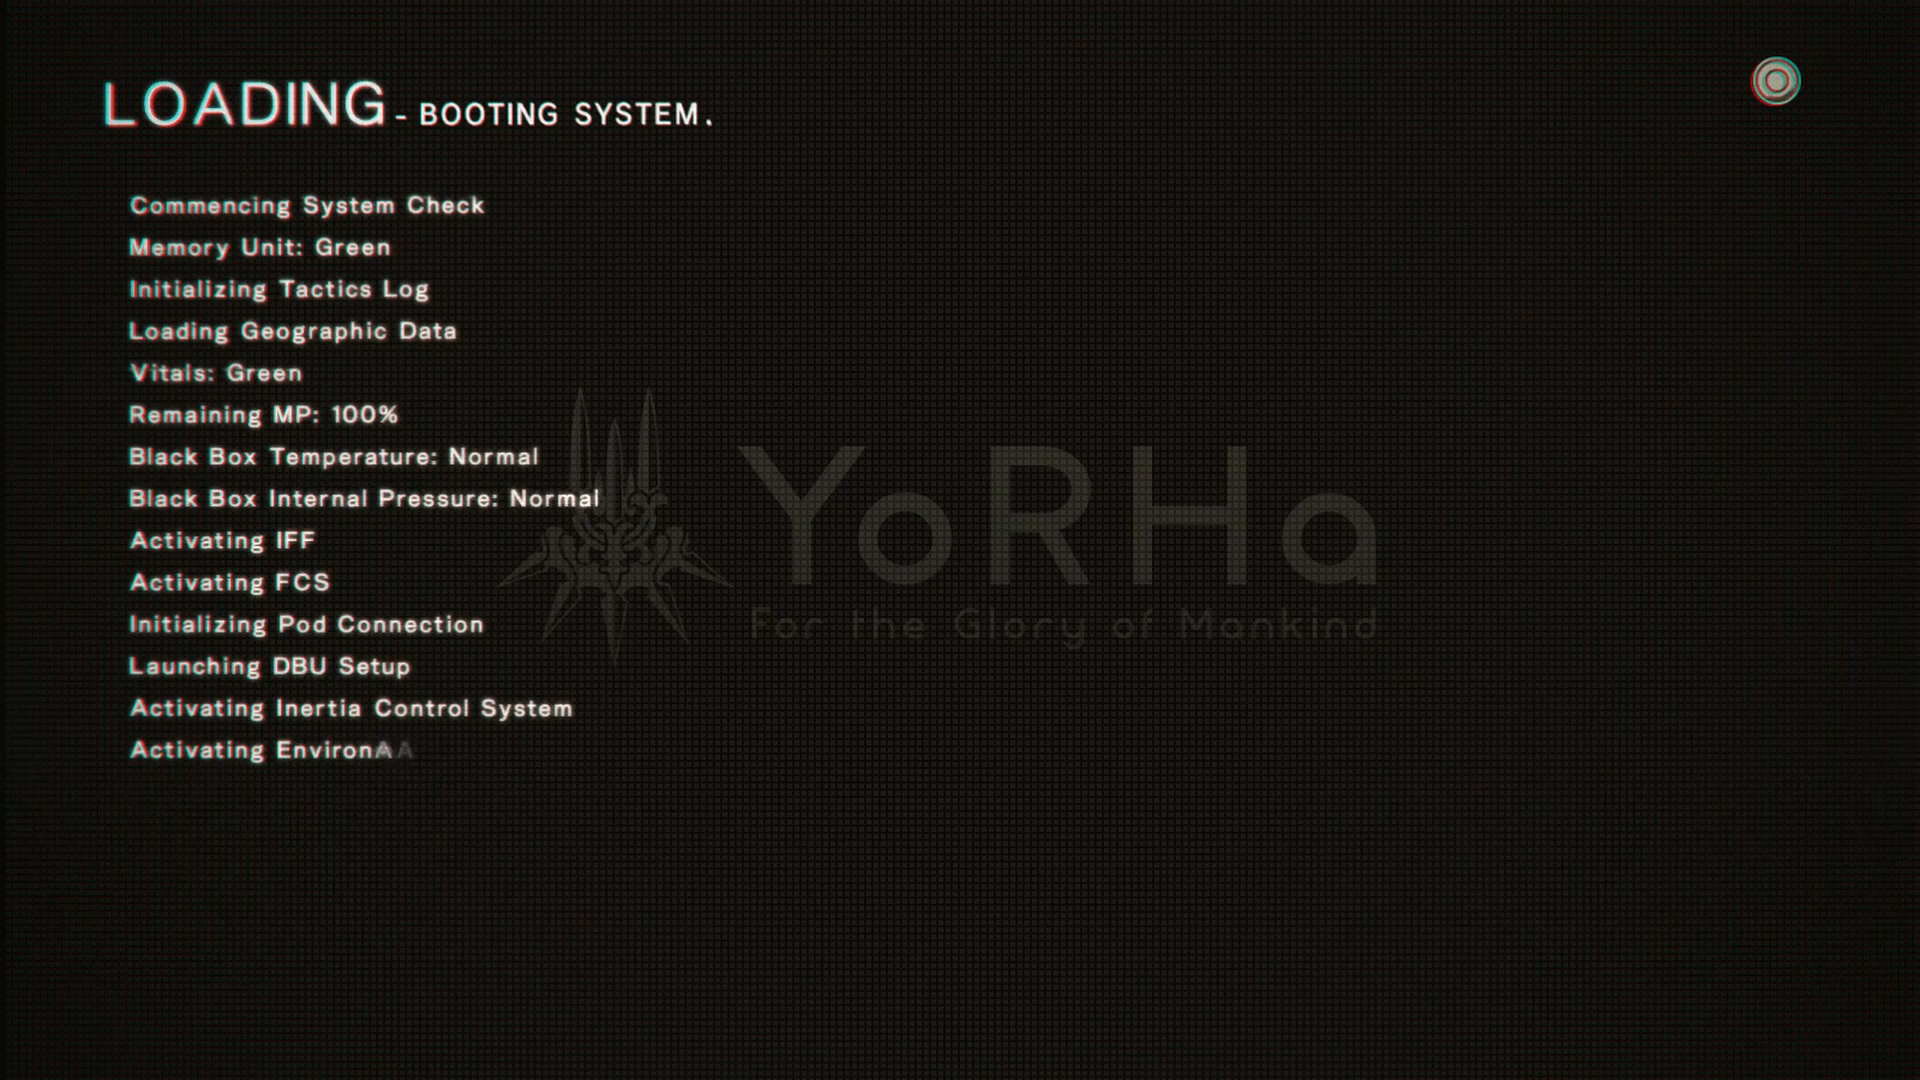 LOADING - BOOTING SYSTEM.
Commencing System Check
Memory Unit: Green
Initializing Tactics Log
Loading Geographic Data
Vitals: Green
Remaining MP: 100%
Black Box Temperature: Normal
Black Box Internal Pressure: Normal
Activating IFF
Activating FCS
Initializing Pod Connection
Launching DBU Setup
Activating Inertia Control System
Activating EnvironAA
YoRHa
For the Glory of Mankind